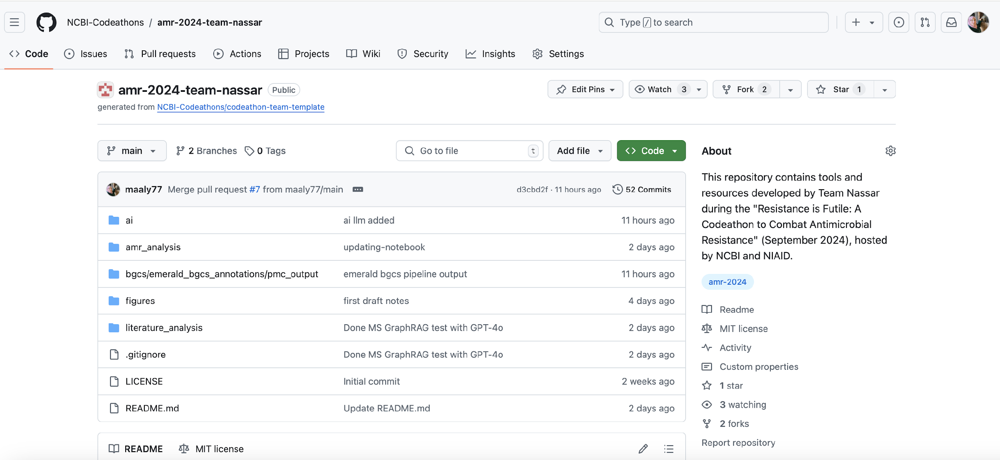 NCBI-Codeathons / amr-2024-team-nassar
Type / to search
Code Issues Pull requests Actions Projects Wiki Security Insights Settings
amr-2024-team-nassar Public
Edit Pins Watch 3 Fork 2 Star 1
generated from NCBI-Codeathons/codeathon-team-template
main 2 Branches 0 Tags
Go to file t Add file Code
maaly77 Merge pull request #7 from maaly77/main d3cbd2f · 11 hours ago 52 Commits
ai ai llm added 11 hours ago
amr_analysis updating-notebook 2 days ago
bgcs/emerald_bgcs_annotations/pmc_output emerald bgcs pipeline output 11 hours ago
figures first draft notes 4 days ago
literature_analysis Done MS GraphRAG test with GPT-4o 2 days ago
.gitignore Done MS GraphRAG test with GPT-4o 2 days ago
LICENSE Initial commit 2 weeks ago
README.md Update README.md 2 days ago
README MIT license
About
This repository contains tools and
resources developed by Team Nassar
during the "Resistance is Futile: A
Codeathon to Combat Antimicrobial
Resistance" (September 2024), hosted
by NCBI and NIAID.
amr-2024
Readme
MIT license
Activity
Custom properties
1 star
3 watching
2 forks
Report repository